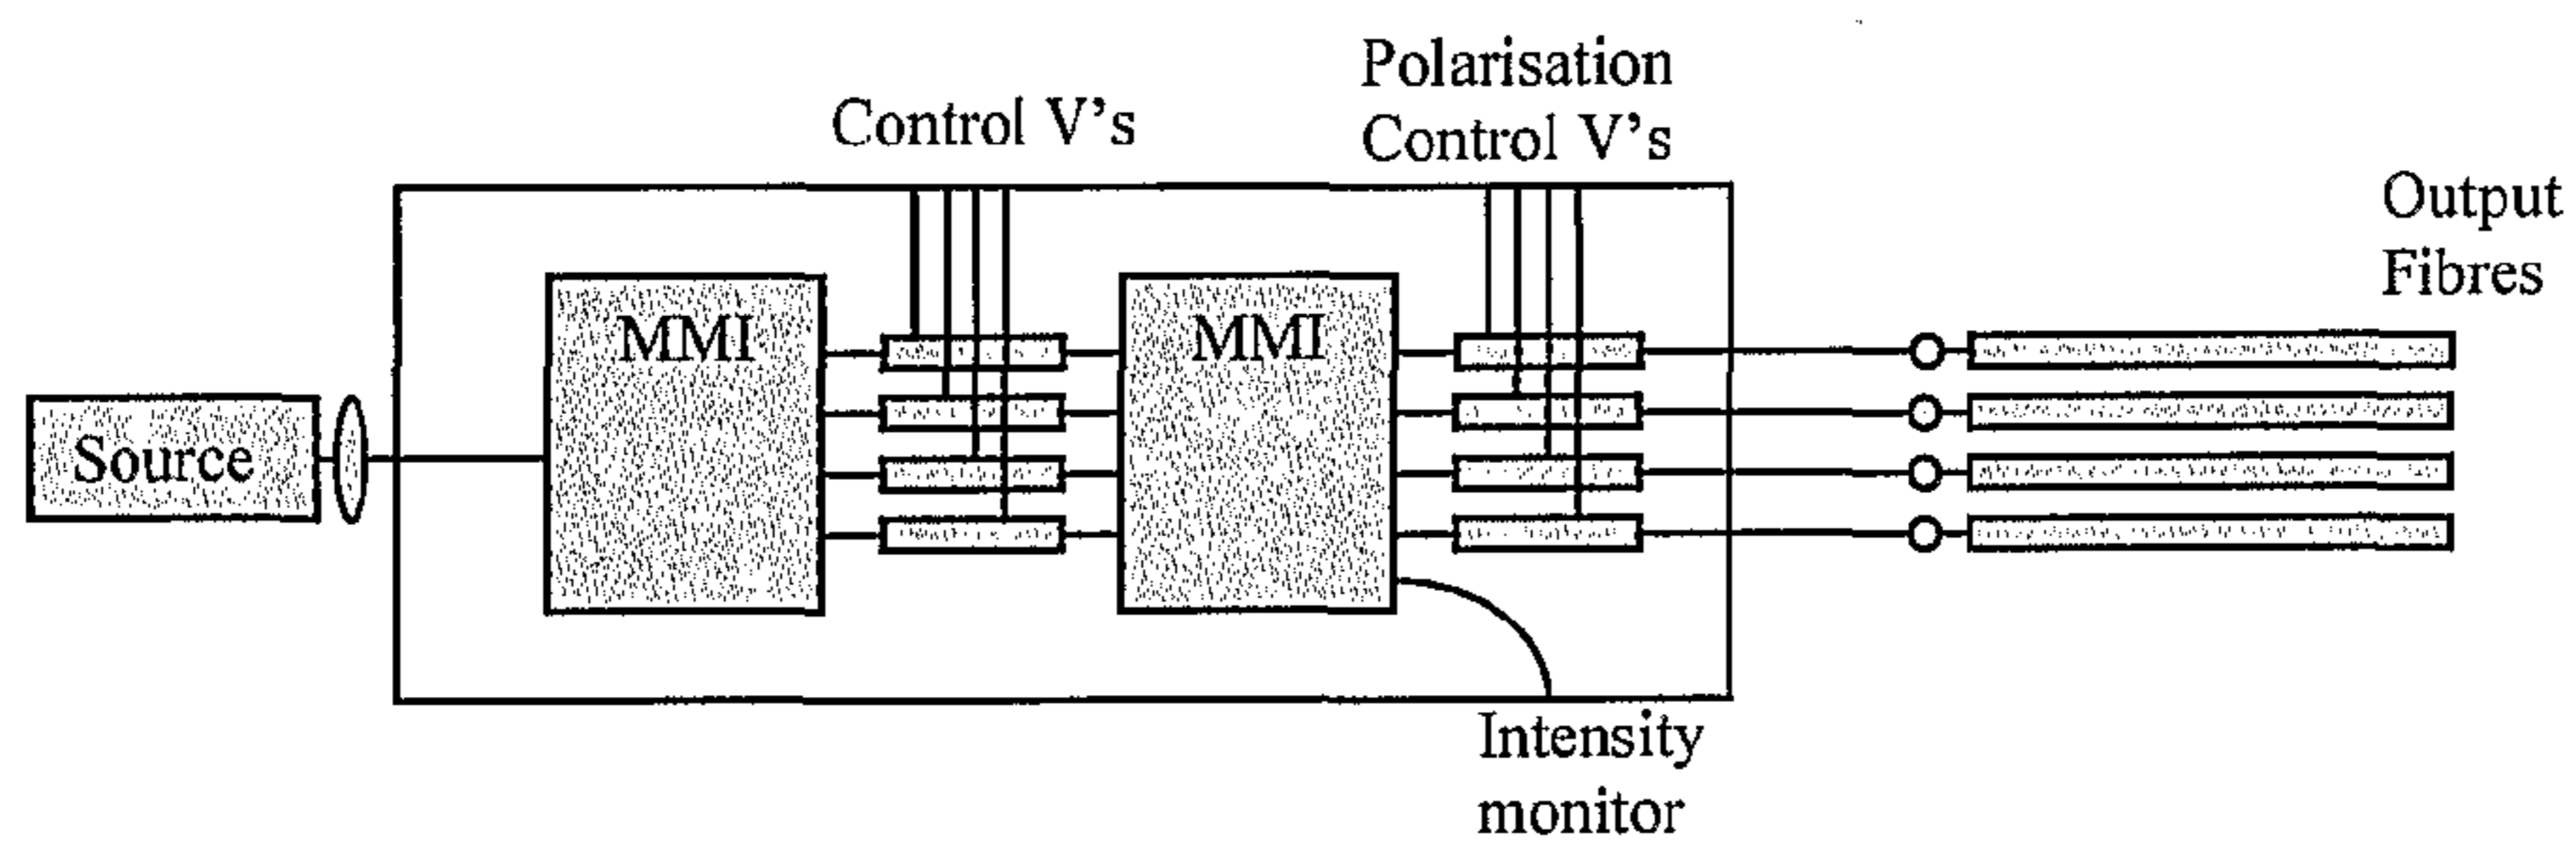 Polarisation
Control V's
Control V's
Output
Fibres
MMI
MMI
Source
Intensity
monitor